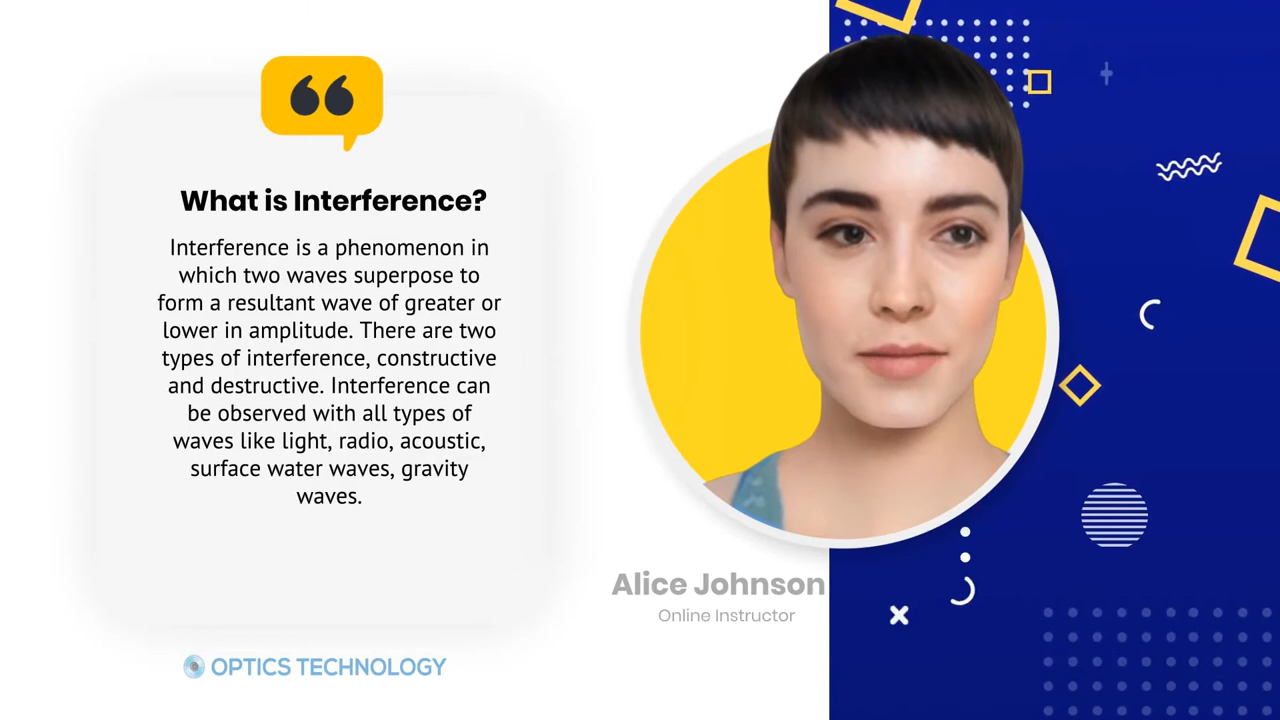 What is Interference?
Interference is a phenomenon in
which two waves superpose to
form a resultant wave of greater or
lower in amplitude. There are two
types of interference, constructive
and destructive. Interference can
be observed with all types of
waves like light, radio, acoustic,
surface water waves, gravity
waves.
Alice Johnson
Online Instructor
OPTICS TECHNOLOGY